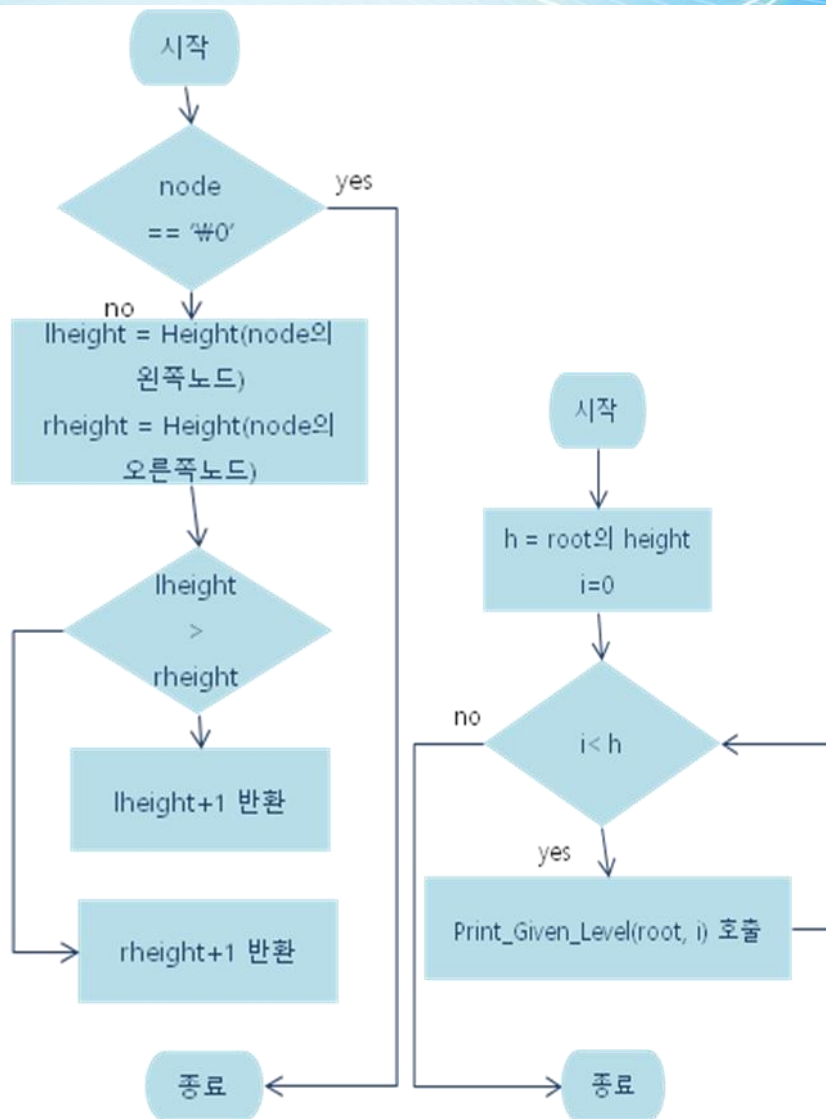 시작
node
== '₩0'
yes
no
lheight = Height(node의
왼쪽노드)
rheight = Height(node의
오른쪽노드)
lheight
>
rheight
lheight+1 반환
rheight+1 반환
종료
시작
h = root의 height
i=0
i< h
no
yes
Print_Given_Level(root, i) 호출
종료